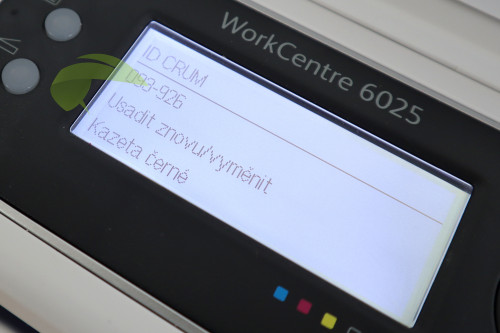 WorkCentre 6025
ID CRUM
093-926
Usadit znovu/vyměnit
Kazeta černé